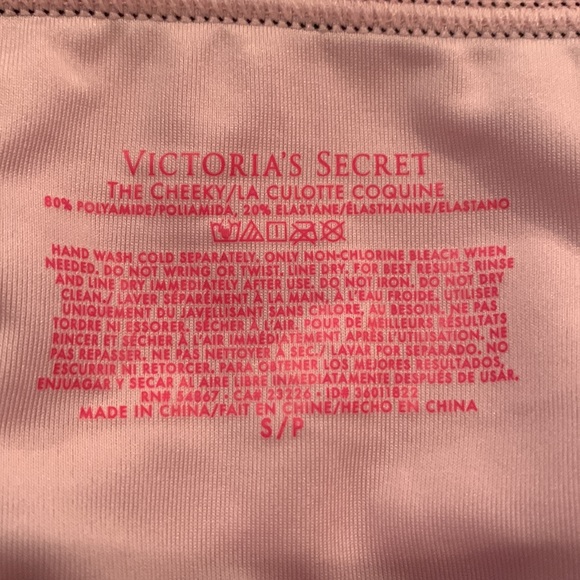 VICTORIA'S SECRET
THE CHEEKY/LA CULOTTE COQUINE
80% POLYAMIDE/POLIAMIDA, 20% ELASTANE/ÉLASTHANNE/ELASTANO
HAND WASH COLD SEPARATELY. ONLY NON-CHLORINE BLEACH WHEN
NEEDED. DO NOT WRING OR TWIST. LINE DRY. FOR BEST RESULTS RINSE
AND LINE DRY IMMEDIATELY AFTER USE. DO NOT IRON. DO NOT DRY
CLEAN./ LAVER SÉPARÉMENT À LA MAIN, À L'EAU FROIDE. UTILISER
UNIQUEMENT DU JAVELLISANT SANS CHLORE, AU BESOIN. NE PAS
TORDRE NI ESSORER. SÉCHER À L'AIR. POUR DE MEILLEURS RÉSULTATS
RINCER ET SÉCHER À L'AIR IMMÉDIATEMENT APRÈS L'UTILISATION. NE
PAS REPASSER. NE PAS NETTOYER À SEC./ LAVAR POR SEPARADO. NO
ESCURRIR NI RETORCER. PARA OBTENER LOS MEJORES RESULTADOS,
ENJUAGAR Y SECAR AL AIRE LIBRE INMEDIATAMENTE DESPUÉS DE USAR.
RN# 54867 • CA# 23226 • ID# 36011822
MADE IN CHINA/FAIT EN CHINE/HECHO EN CHINA
S/P